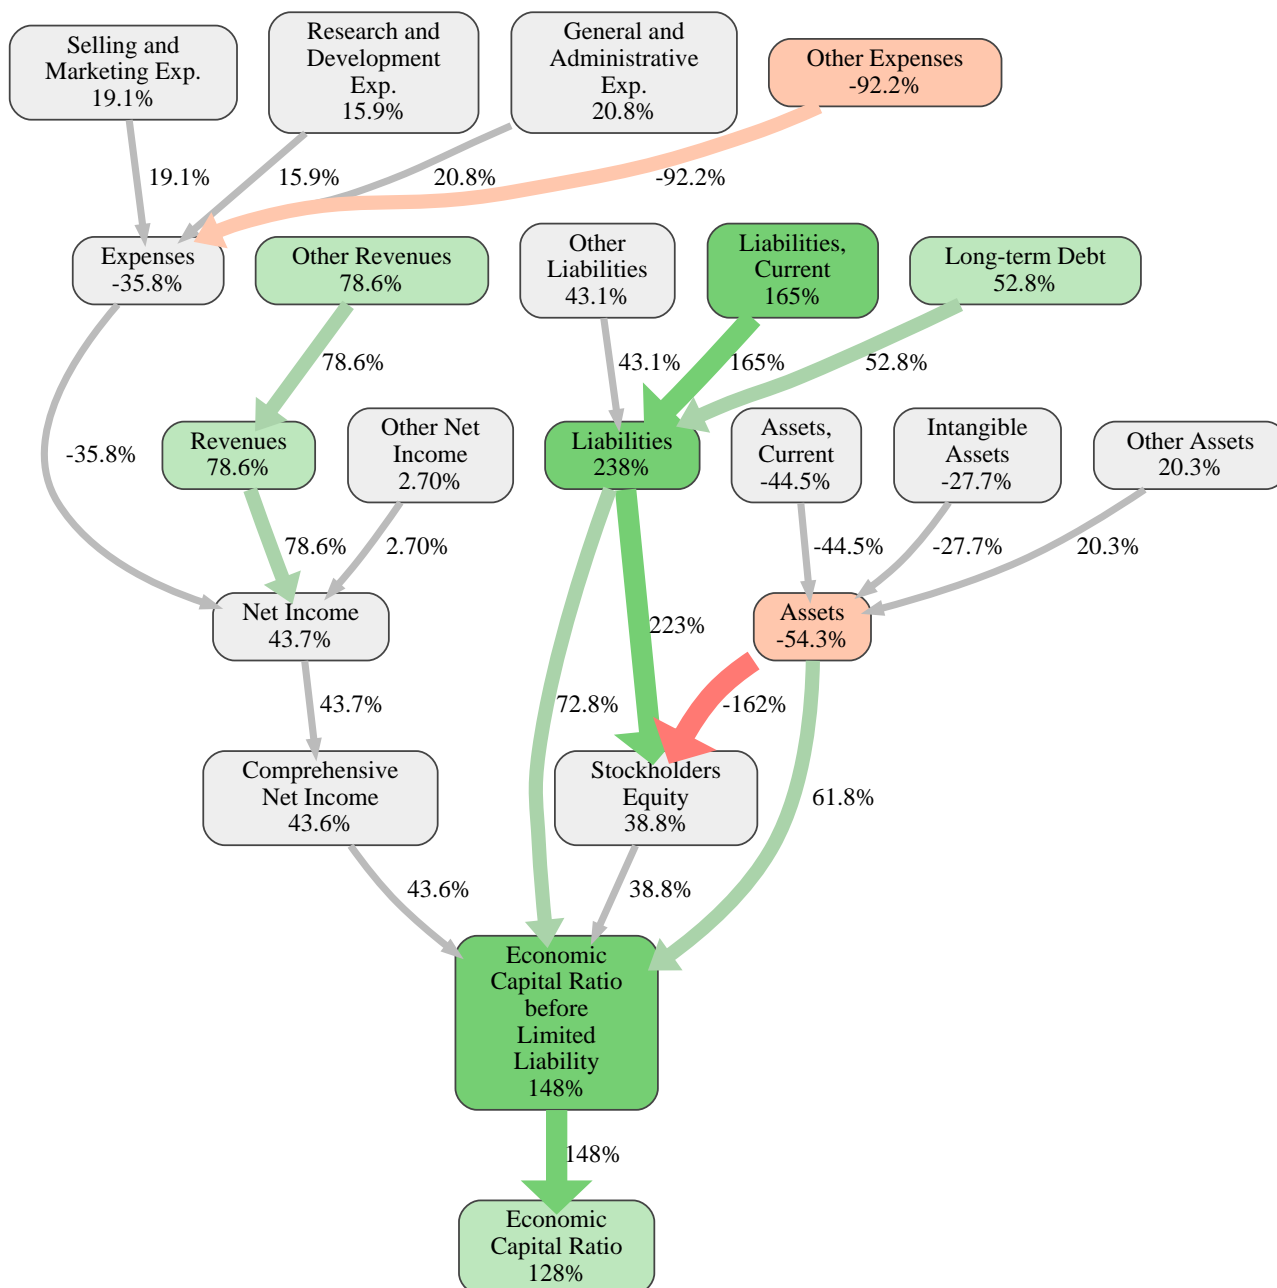 Selling and
Marketing Exp.
19.1%
Research and
Development
Exp.
15.9%
General and
Administrative
Exp.
20.8%
Other Expenses
-92.2%
19.1%
15.9%
20.8%
-92.2%
Expenses
-35.8%
Other Revenues
78.6%
Other
Liabilities
43.1%
Liabilities,
Current
165%
Long-term Debt
52.8%
78.6%
43.1%
165%
52.8%
-35.8%
Revenues
78.6%
Other Net
Income
2.70%
Liabilities
238%
Assets,
Current
-44.5%
Intangible
Assets
-27.7%
Other Assets
20.3%
78.6%
2.70%
-44.5%
-27.7%
20.3%
Net Income
43.7%
223%
Assets
-54.3%
43.7%
72.8%
-162%
Comprehensive
Net Income
43.6%
Stockholders
Equity
38.8%
61.8%
43.6%
38.8%
Economic
Capital Ratio
before
Limited
Liability
148%
148%
Economic
Capital Ratio
128%